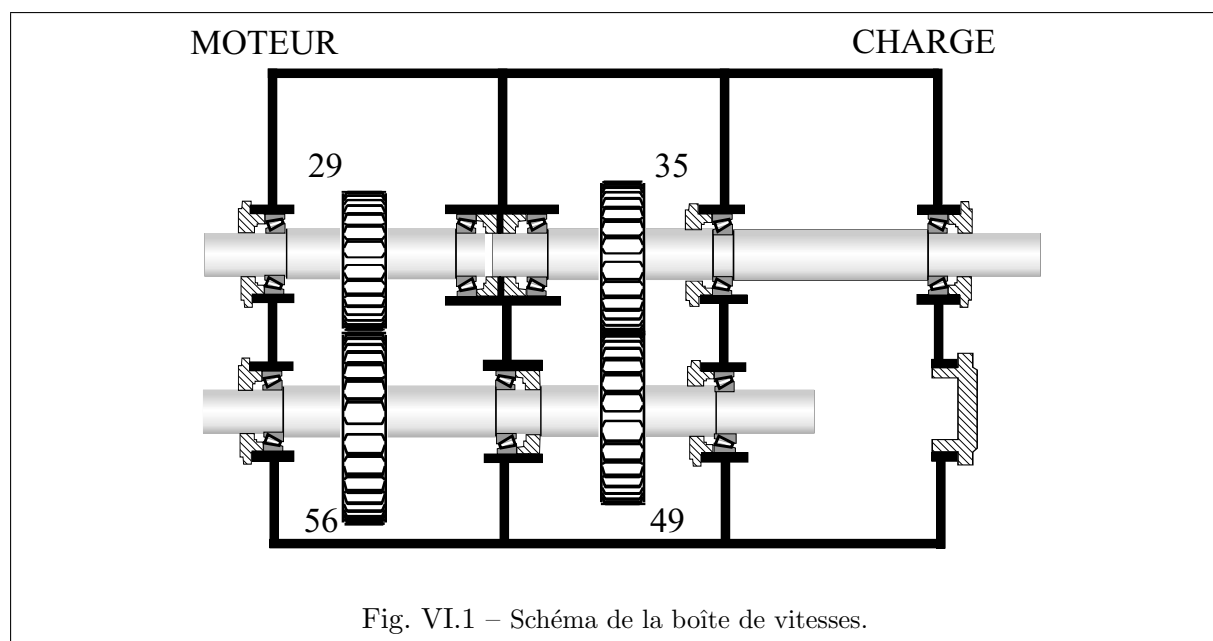 MOTEUR
CHARGE
29
35
56
49
Fig. VI.1 – Schéma de la boîte de vitesses.